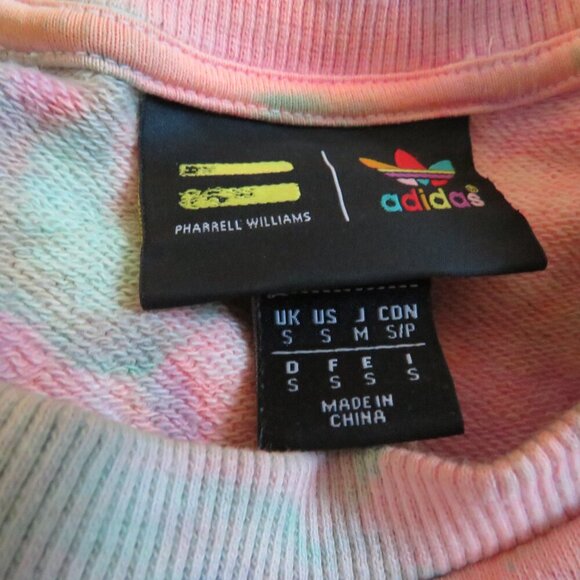 PHARRELL WILLIAMS
adidas®
UK US J CDN
S S M S/P
D F E I
S S S S
MADE IN
CHINA